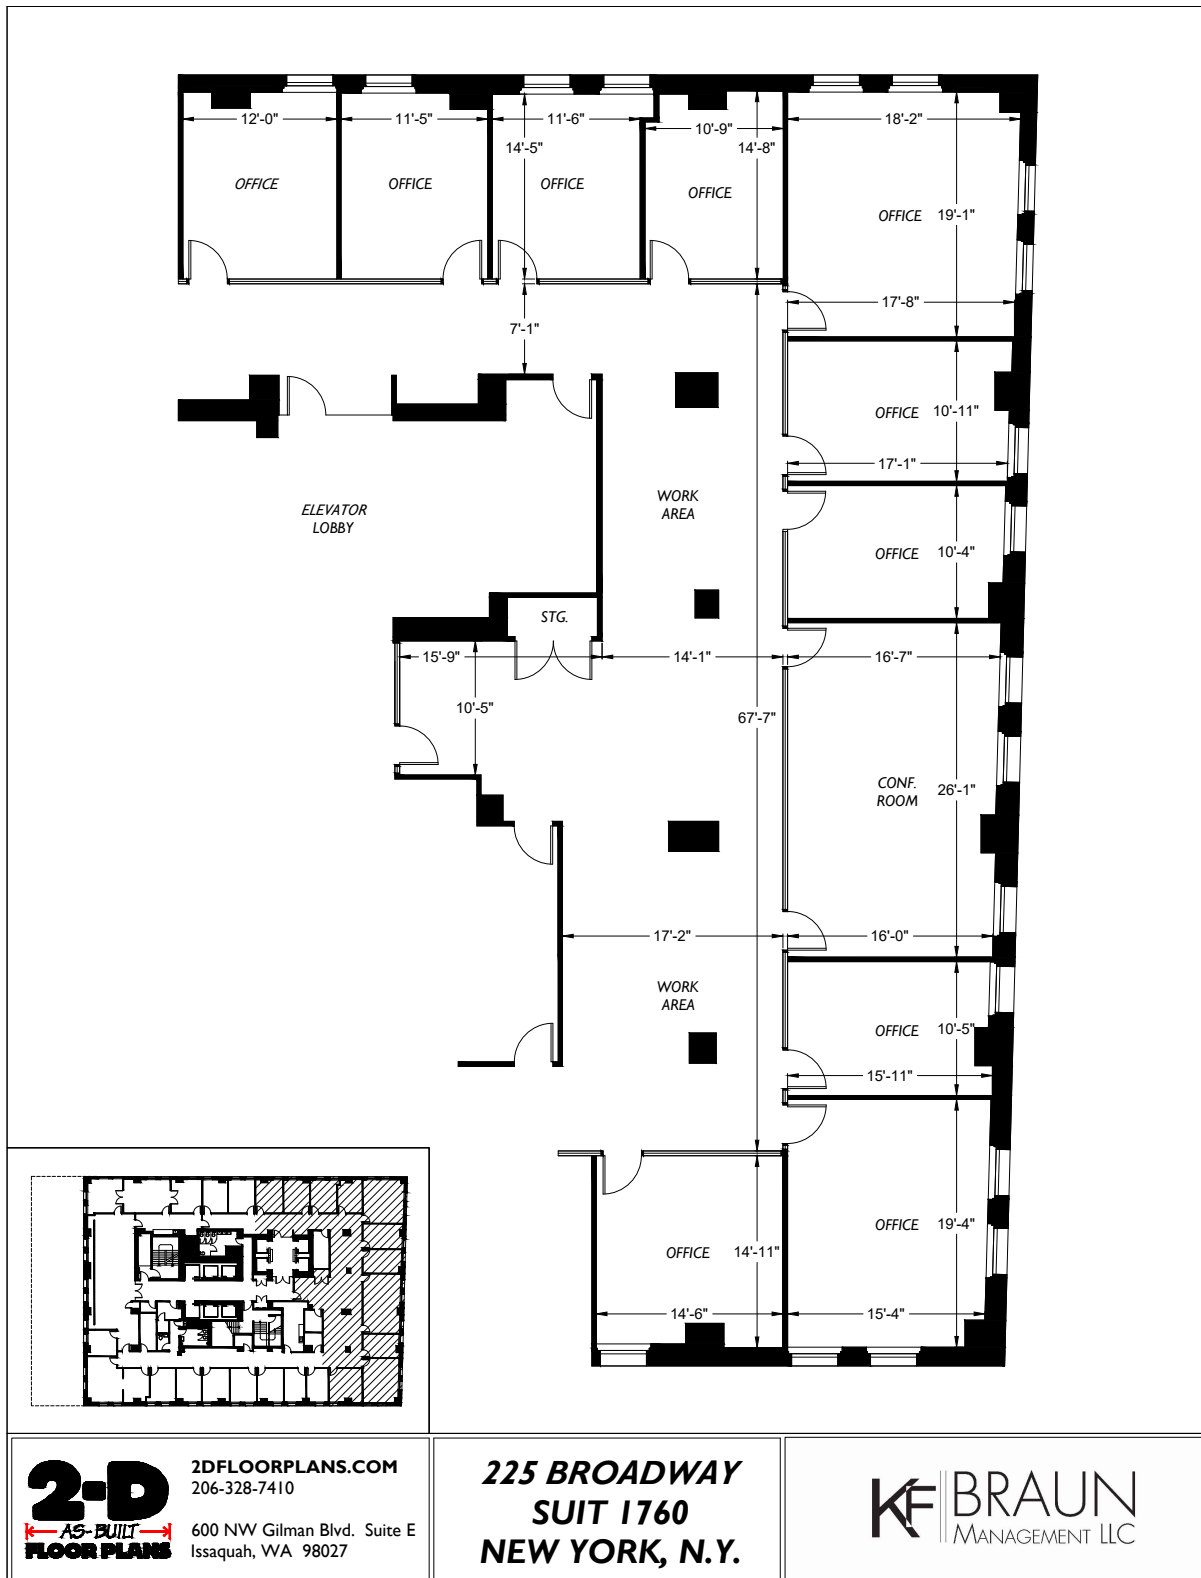 12'-0"
11'-5"
11'-6"
10'-9"
18'-2"
14'-5"
14'-8"
OFFICE
OFFICE
OFFICE
OFFICE
OFFICE 19'-1"
17'-8"
7'-1"
OFFICE 10'-11"
17'-1"
WORK
AREA
ELEVATOR
LOBBY
OFFICE 10'-4"
STG.
15'-9"
14'-1"
16'-7"
10'-5"
67'-7"
CONF.
ROOM
26'-1"
17'-2"
16'-0"
WORK
AREA
OFFICE 10'-5"
15'-11"
OFFICE 19'-4"
OFFICE 14'-11"
14'-6"
15'-4"
2-D
AS-BUILT
FLOOR PLANS
2DFLOORPLANS.COM
206-328-7410
600 NW Gilman Blvd. Suite E
Issaquah, WA 98027
225 BROADWAY
SUIT 1760
NEW YORK, N.Y.
KF BRAUN
MANAGEMENT LLC